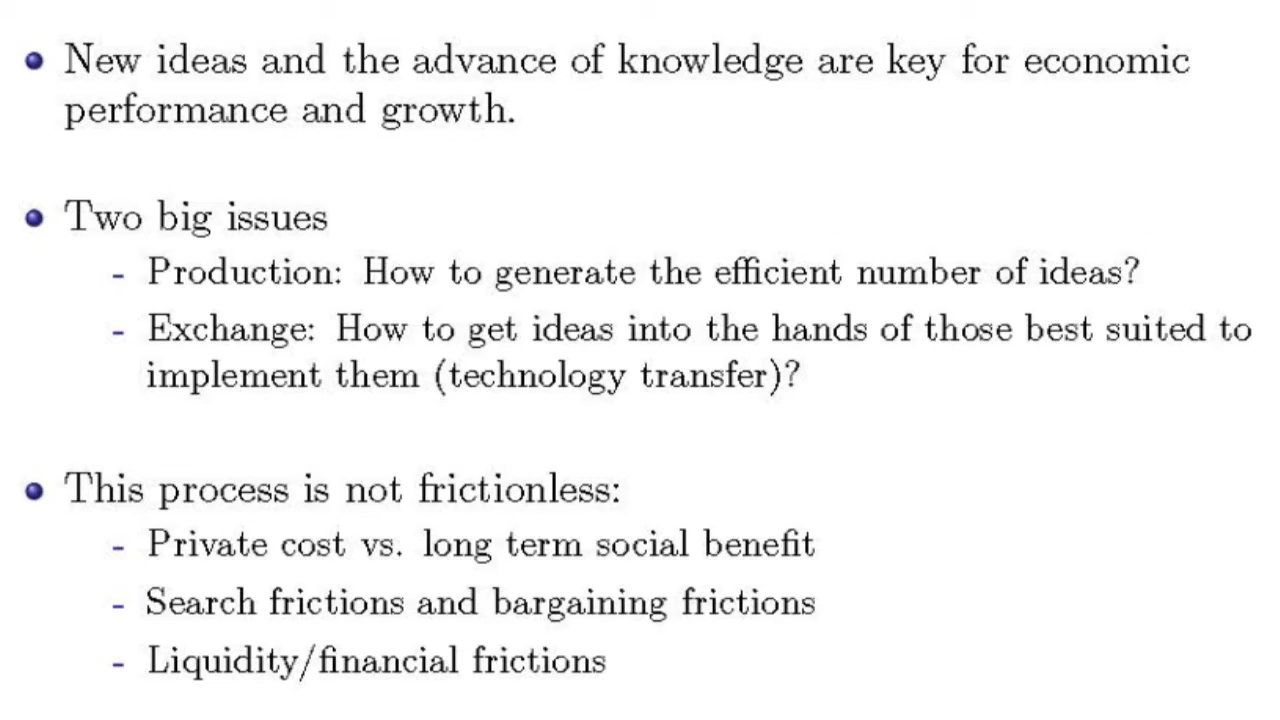 • New ideas and the advance of knowledge are key for economic
performance and growth.
• Two big issues
- Production: How to generate the efficient number of ideas?
- Exchange: How to get ideas into the hands of those best suited to
implement them (technology transfer)?
• This process is not frictionless:
- Private cost vs. long term social benefit
- Search frictions and bargaining frictions
- Liquidity/financial frictions